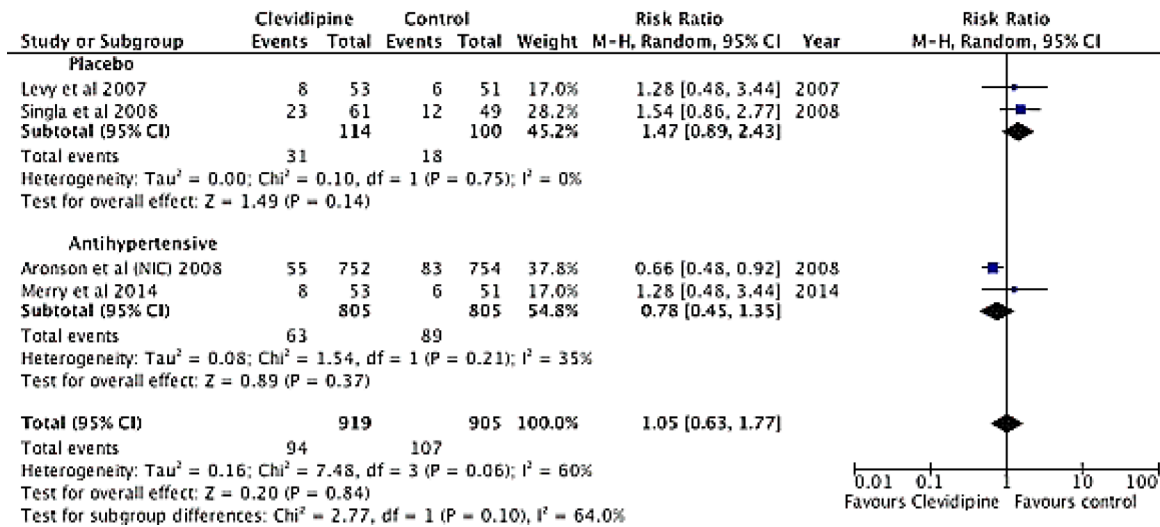 Clevidipine Control Risk Ratio Risk Ratio
Study or Subgroup Events Total Events Total Weight M-H, Random, 95% CI Year M-H, Random, 95% CI
Placebo
Levy et al 2007 8 53 6 51 17.0% 1.28 [0.48, 3.44] 2007
Singla et al 2008 23 61 12 49 28.2% 1.54 [0.86, 2.77] 2008
Subtotal (95% CI) 114 100 45.2% 1.47 [0.89, 2.43]
Total events 31 18
Heterogeneity: Tau² = 0.00; Chi² = 0.10, df = 1 (P = 0.75); I² = 0%
Test for overall effect: Z = 1.49 (P = 0.14)
Antihypertensive
Aronson et al (NIC) 2008 55 752 83 754 37.8% 0.66 [0.48, 0.92] 2008
Merry et al 2014 8 53 6 51 17.0% 1.28 [0.48, 3.44] 2014
Subtotal (95% CI) 805 805 54.8% 0.78 [0.45, 1.35]
Total events 63 89
Heterogeneity: Tau² = 0.08; Chi² = 1.54, df = 1 (P = 0.21); I² = 35%
Test for overall effect: Z = 0.89 (P = 0.37)
Total (95% CI) 919 905 100.0% 1.05 [0.63, 1.77]
Total events 94 107
Heterogeneity: Tau² = 0.16; Chi² = 7.48, df = 3 (P = 0.06); I² = 60%
Test for overall effect: Z = 0.20 (P = 0.84)
Test for subgroup differences: Chi² = 2.77, df = 1 (P = 0.10), I² = 64.0%
0.01 0.1 1 10 100
Favours Clevidipine Favours control